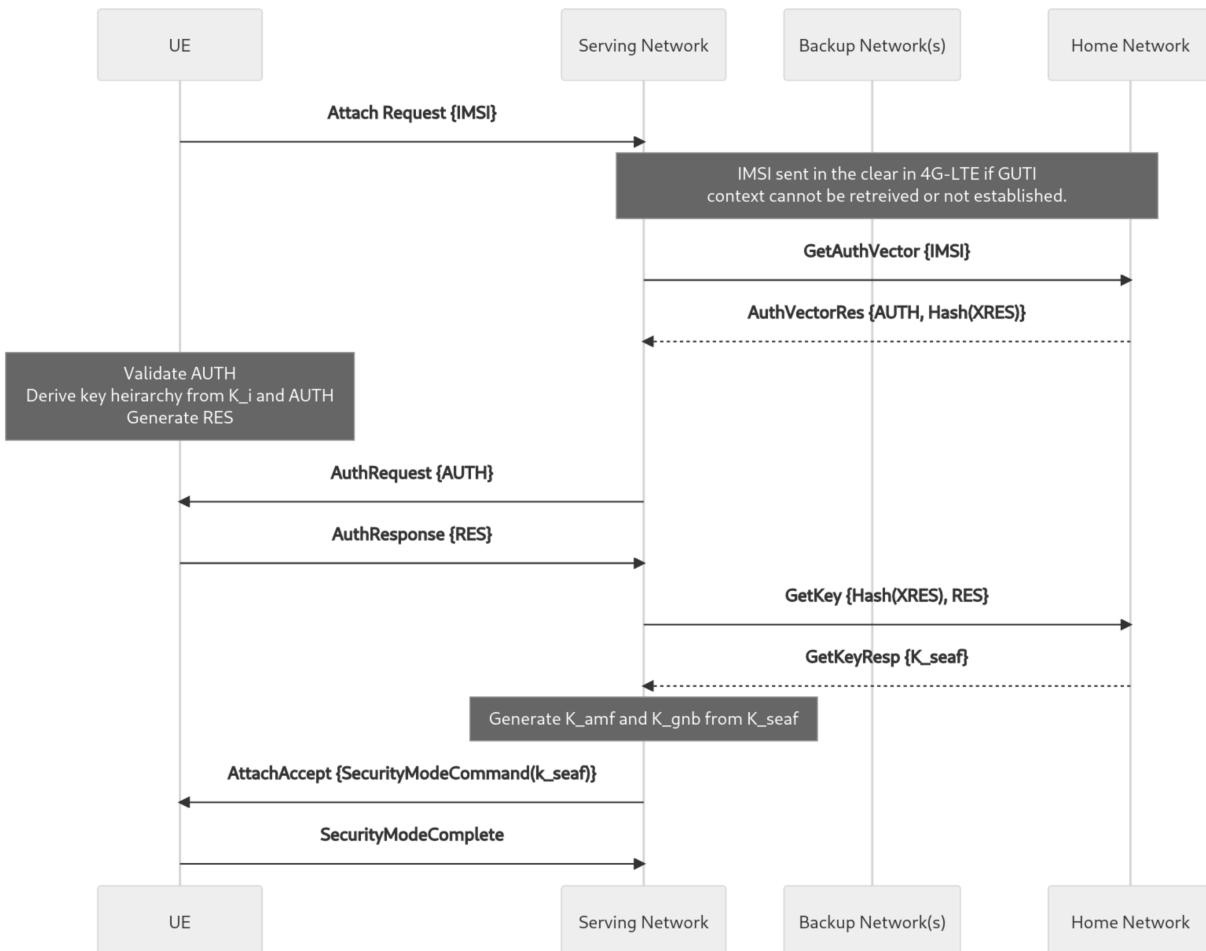 UE
Serving Network
Backup Network(s)
Home Network
Attach Request {IMSI}
IMSI sent in the clear in 4G-LTE if GUTI
context cannot be retreived or not established.
GetAuthVector {IMSI}
AuthVectorRes {AUTH, Hash(XRES)}
Validate AUTH
Derive key heirarchy from K_i and AUTH
Generate RES
AuthRequest {AUTH}
AuthResponse {RES}
GetKey {Hash(XRES), RES}
GetKeyResp {K_seaf}
Generate K_amf and K_gnb from K_seaf
AttachAccept {SecurityModeCommand(k_seaf)}
SecurityModeComplete
UE
Serving Network
Backup Network(s)
Home Network